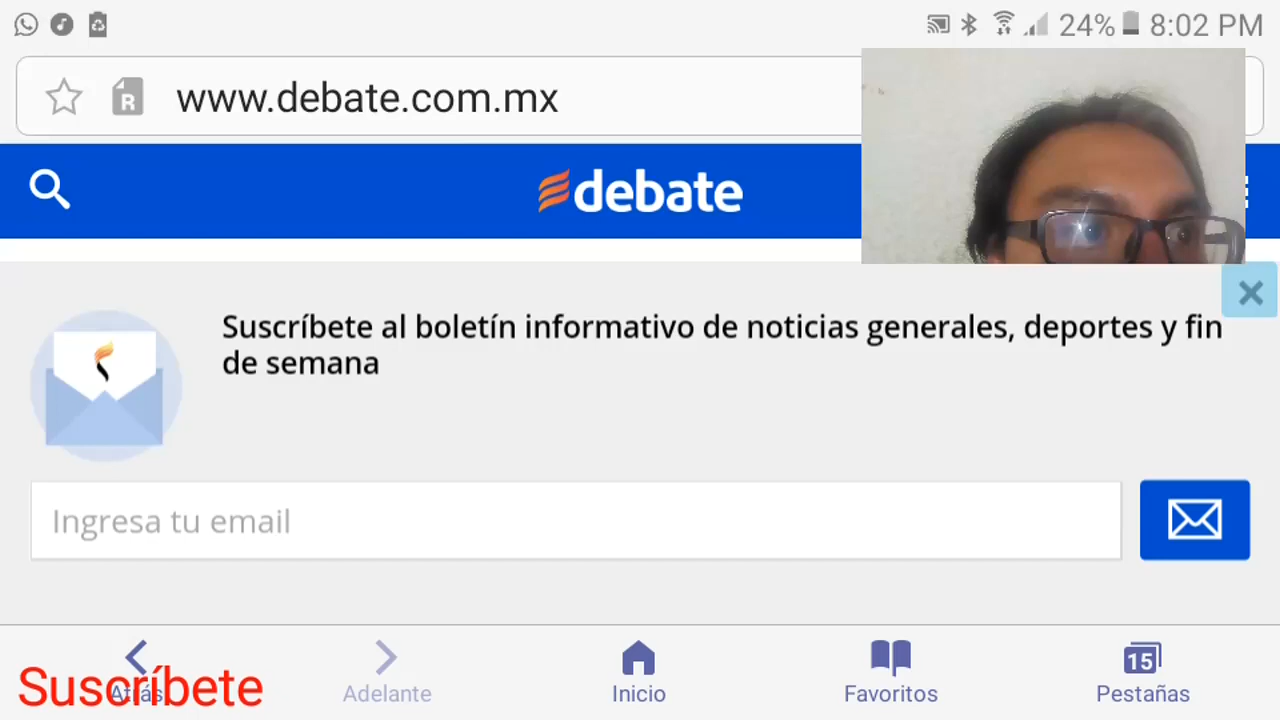 24% 8:02 PM
R
www.debate.com.mx
debate
Suscríbete al boletín informativo de noticias generales, deportes y fin
de semana
Ingresa tu email
Atrás
Adelante
Inicio
Favoritos
15
Pestañas
Suscríbete